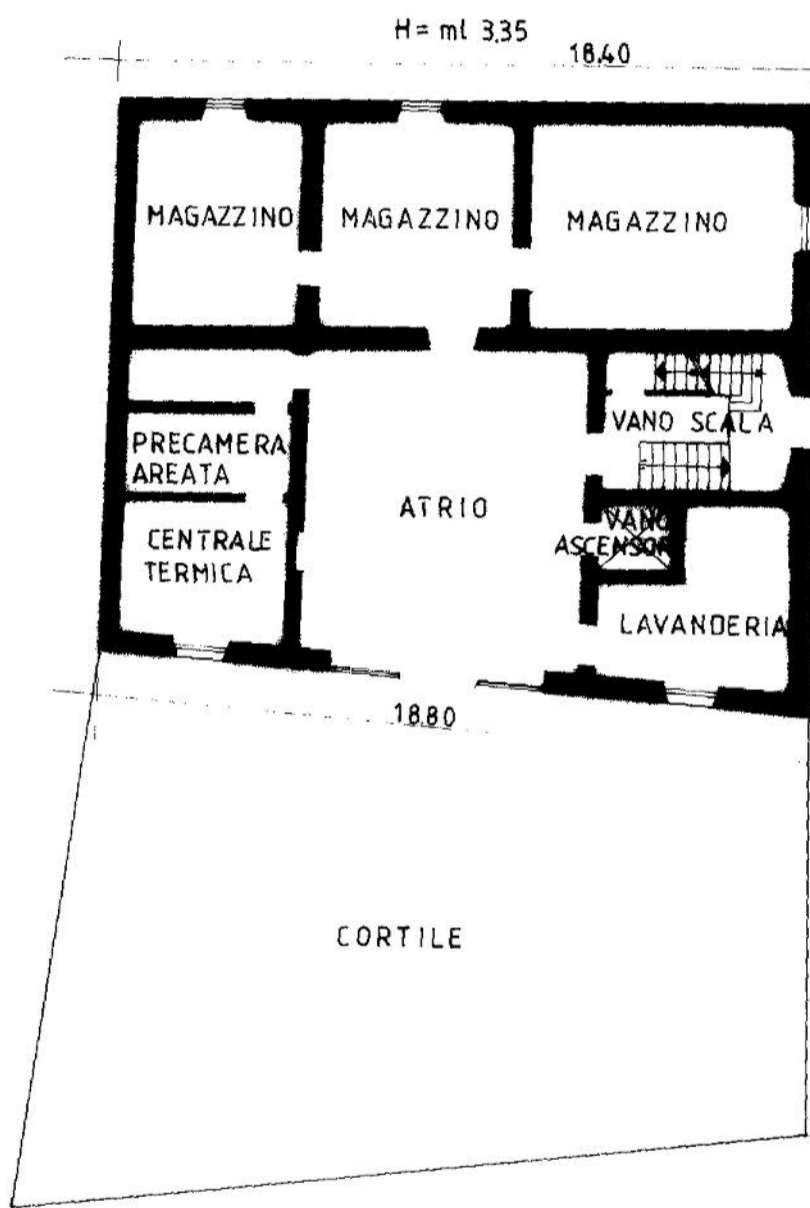 H= ml 3.35
18.40
MAGAZZINO MAGAZZINO MAGAZZINO
VANO SCALA
PRECAMERA
AREATA
ATRIO
VANO
ASCENSOR
CENTRALE
TERMICA
LAVANDERIA
18.80
CORTILE